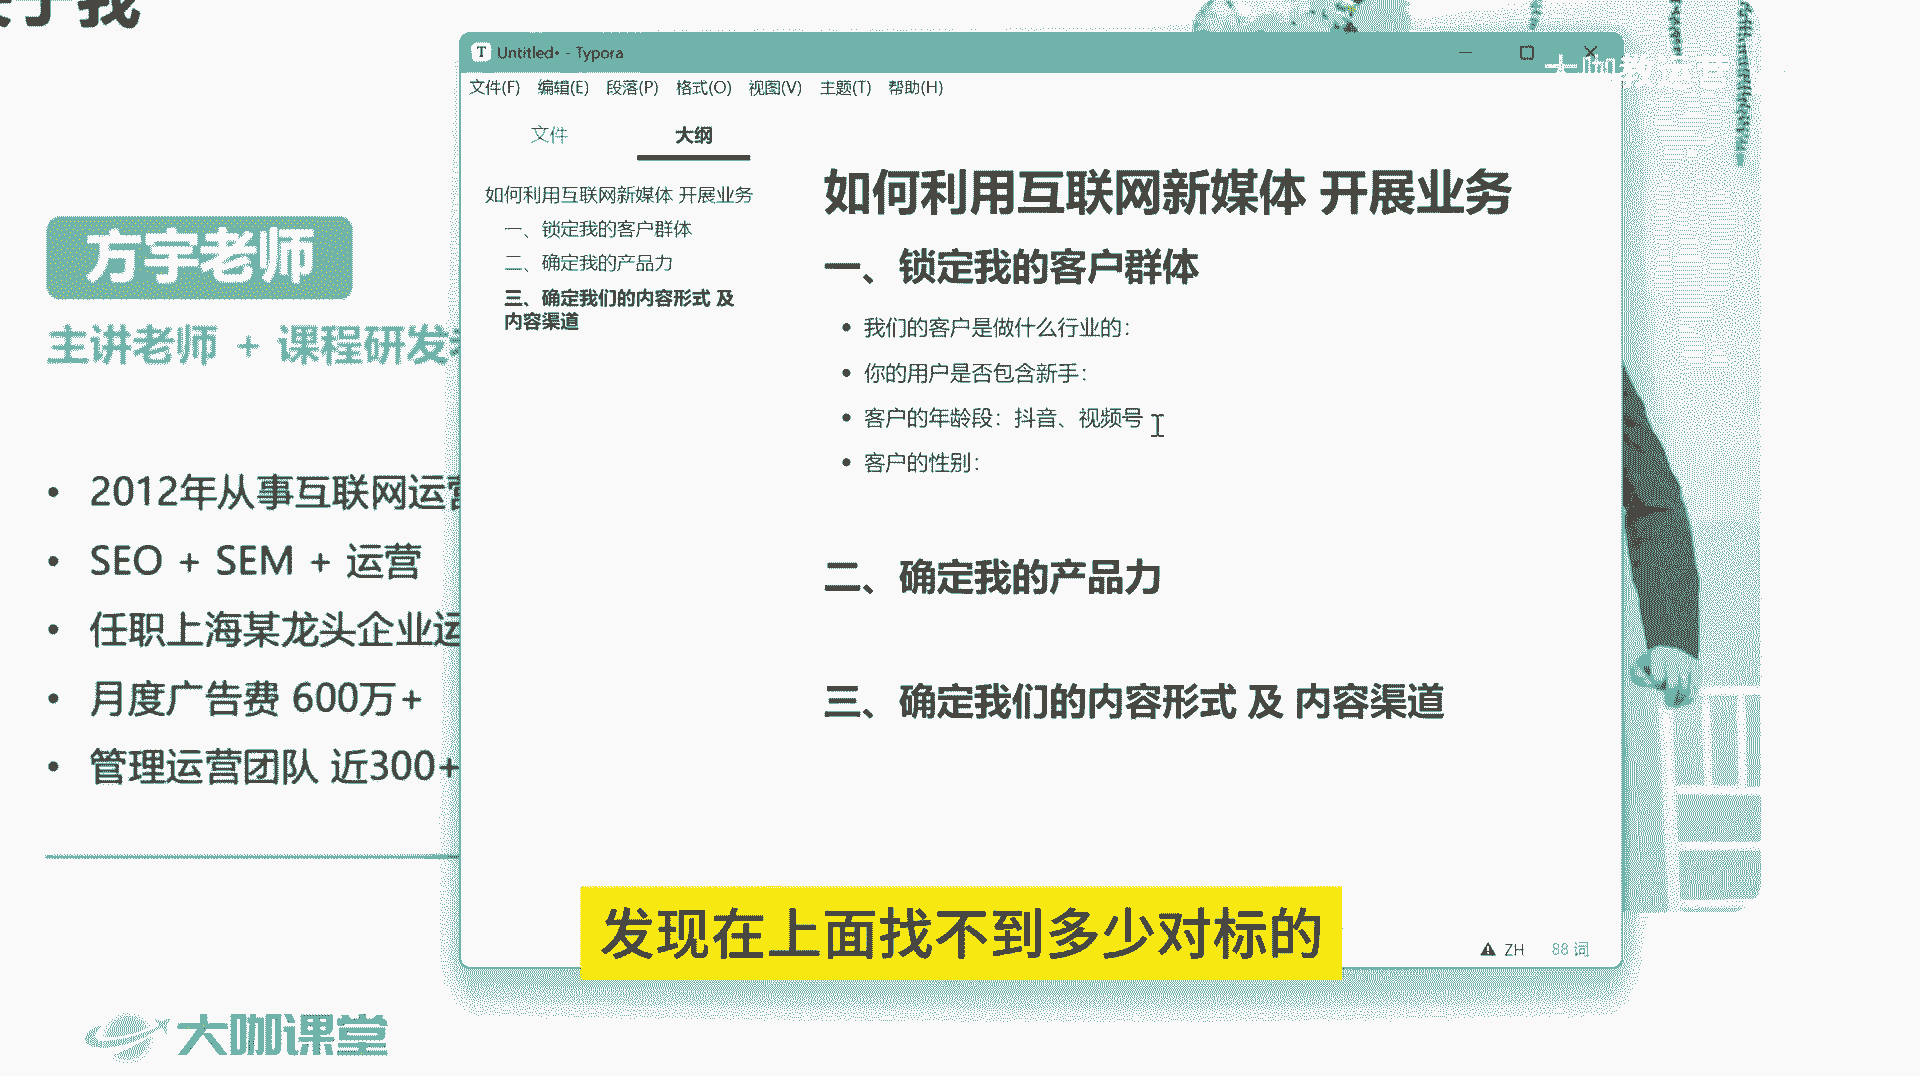 于我
方宇老师
主讲老师 + 课程研发
2012年从事互联网运营
SEO + SEM + 运营
任职上海某龙头企业运
月度广告费 600万+
管理运营团队 近300+
大咖课堂
T Untitled• - Typora
文件(F) 编辑(E) 段落(P) 格式(O) 视图(V) 主题(T) 帮助(H)
文件 大纲
如何利用互联网新媒体 开展业务
一、锁定我的客户群体
二、确定我的产品力
三、确定我们的内容形式 及
内容渠道
如何利用互联网新媒体 开展业务
一、锁定我的客户群体
我们的客户是做什么行业的：
你的用户是否包含新手：
客户的年龄段：抖音、视频号
客户的性别：
二、确定我的产品力
三、确定我们的内容形式 及 内容渠道
ZH 88 词
发现在上面找不到多少对标的